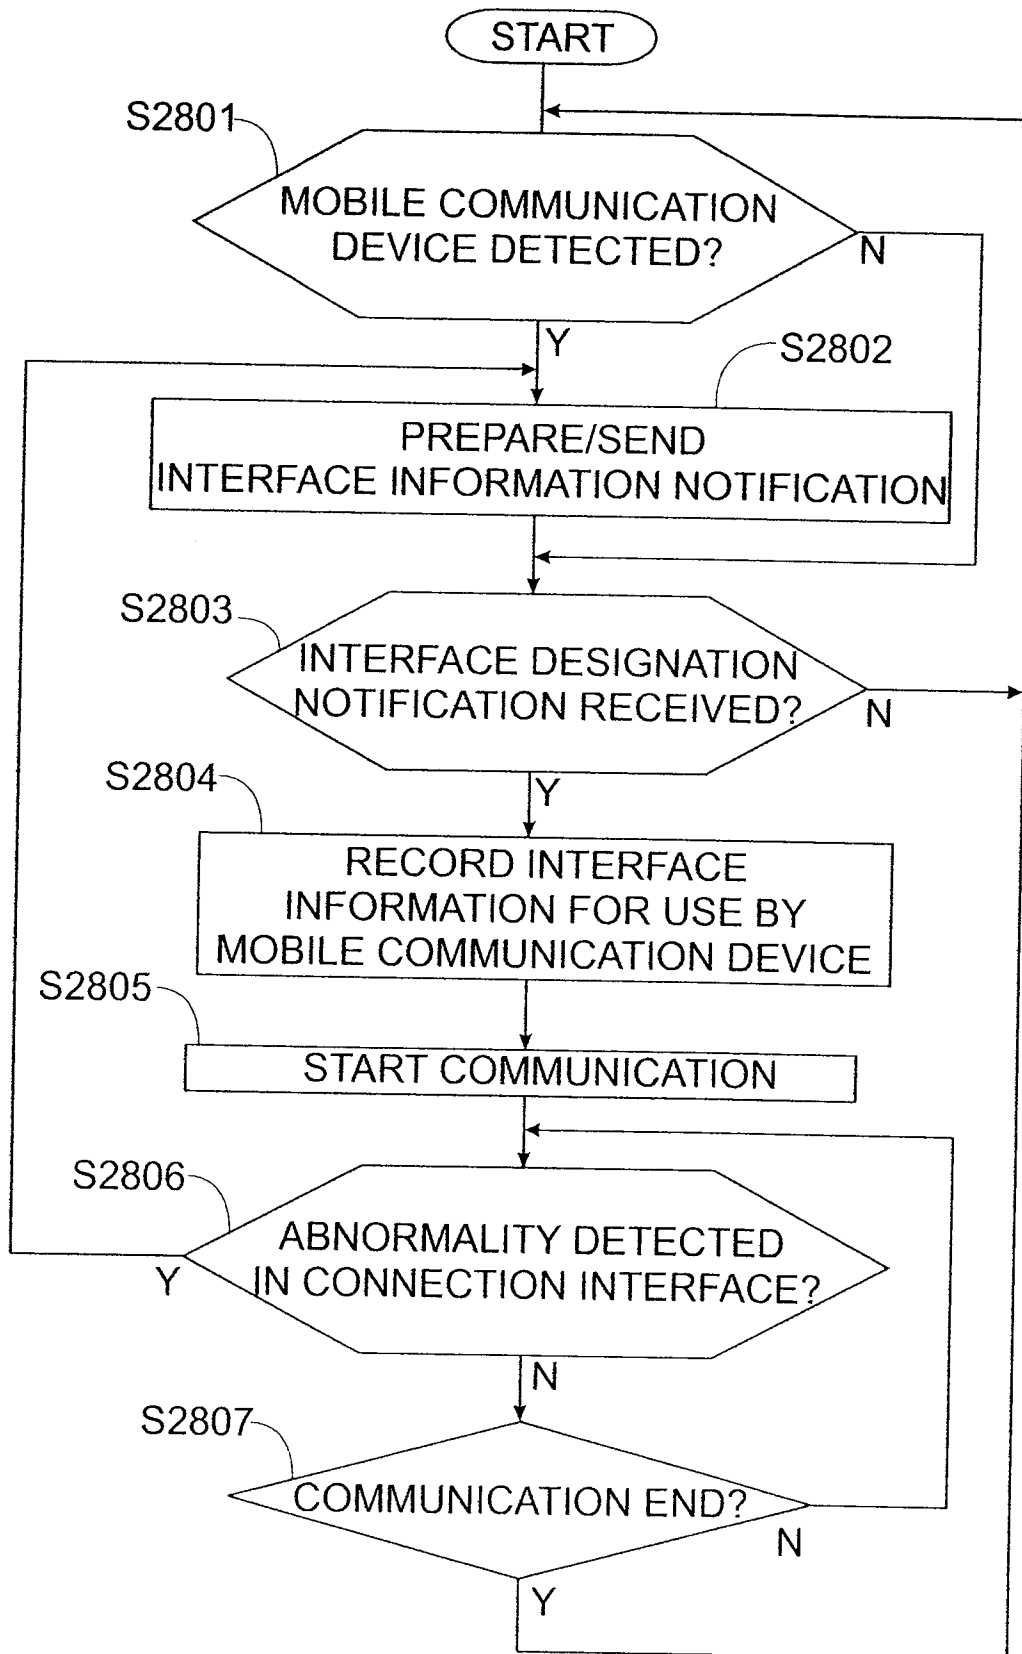 START
S2801
MOBILE COMMUNICATION
DEVICE DETECTED?
N
Y
S2802
PREPARE/SEND
INTERFACE INFORMATION NOTIFICATION
S2803
INTERFACE DESIGNATION
NOTIFICATION RECEIVED?
N
Y
S2804
RECORD INTERFACE
INFORMATION FOR USE BY
MOBILE COMMUNICATION DEVICE
S2805
START COMMUNICATION
S2806
ABNORMALITY DETECTED
IN CONNECTION INTERFACE?
Y
N
S2807
COMMUNICATION END?
N
Y